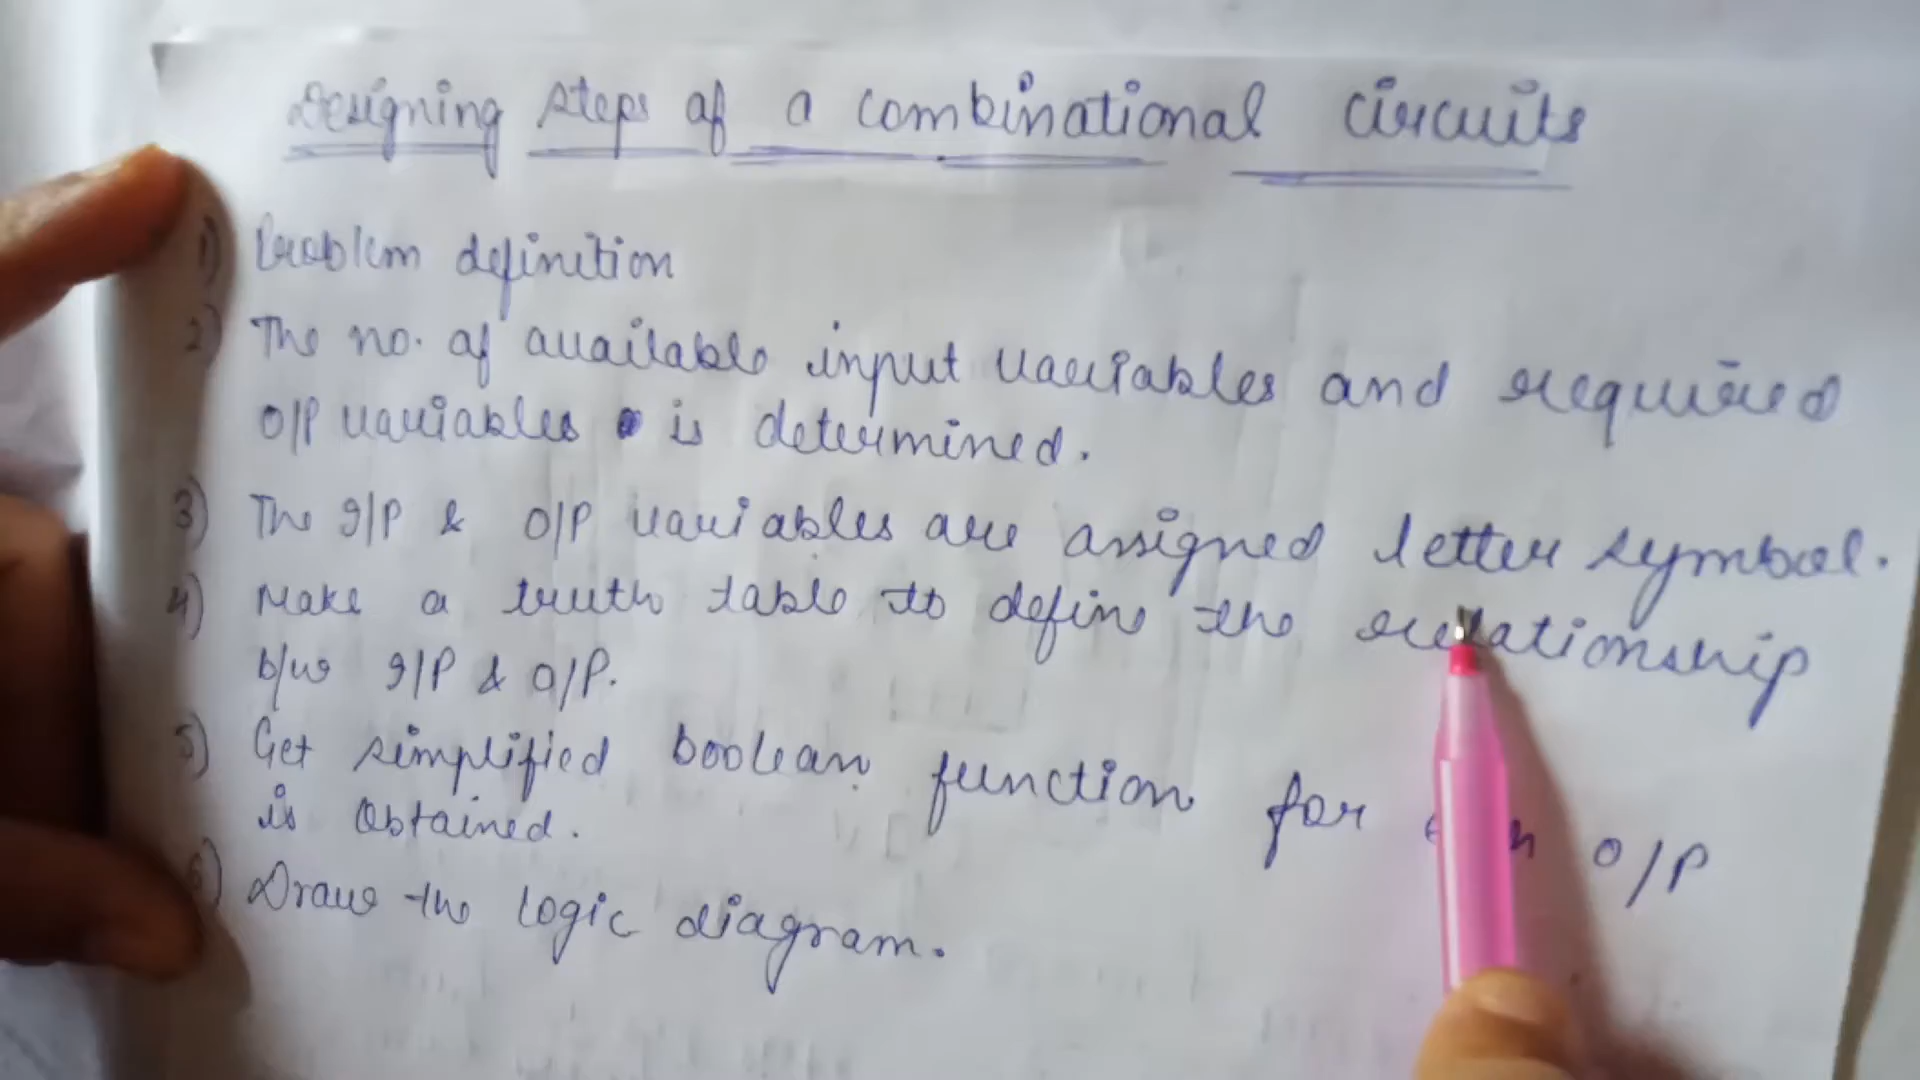 Designing steps of a combinational circuits
1) Problem definition
2) The no. of available input variables and required
O/P variables is determined.
3) The I/P & O/P variables are assigned letter symbol.
4) Make a truth table to define the relationship
b/w I/P & O/P.
5) Get simplified boolean function for O/P
is obtained.
6) Draw the logic diagram.